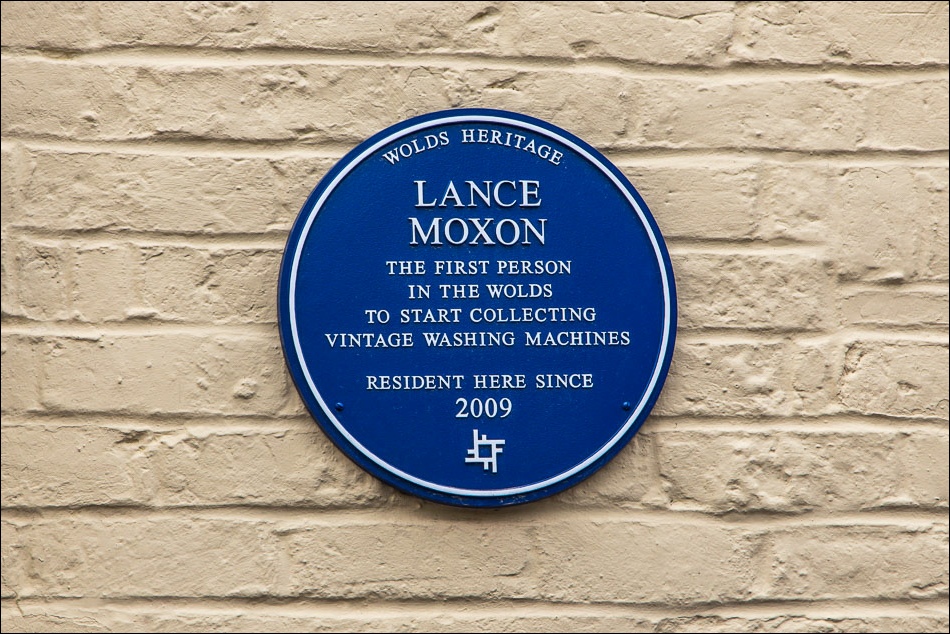 WOLDS HERITAGE
LANCE
MOXON
THE FIRST PERSON
IN THE WOLDS
TO START COLLECTING
VINTAGE WASHING MACHINES
RESIDENT HERE SINCE
2009